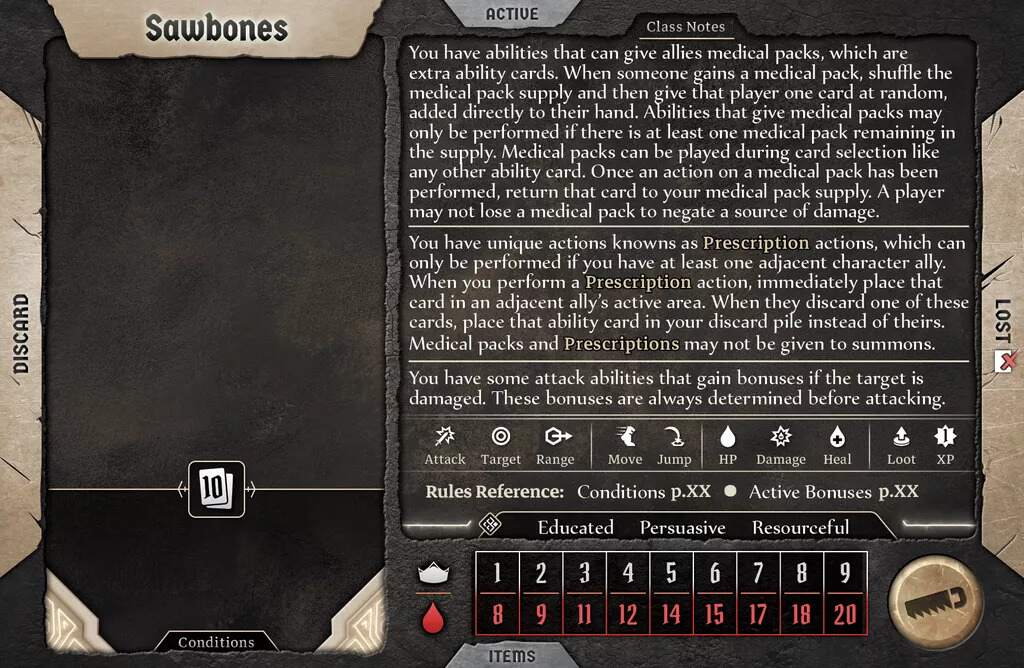 ACTIVE
Sawbones
Class Notes
You have abilities that can give allies medical packs, which are
extra ability cards. When someone gains a medical pack, shuffle the
medical pack supply and then give that player one card at random,
added directly to their hand. Abilities that give medical packs may
only be performed if there is at least one medical pack remaining in
the supply. Medical packs can be played during card selection like
any other ability card. Once an action on a medical pack has been
performed, return that card to your medical pack supply. A player
may not lose a medical pack to negate a source of damage.
You have unique actions knowns as Prescription actions, which can
only be performed if you have at least one adjacent character ally.
When you perform a Prescription action, immediately place that
card in an adjacent ally's active area. When they discard one of these
cards, place that ability card in your discard pile instead of theirs.
Medical packs and Prescriptions may not be given to summons.
You have some attack abilities that gain bonuses if the target is
damaged. These bonuses are always determined before attacking.
Attack Target Range Move Jump HP Damage Heal Loot XP
Rules Reference: Conditions p.XX ● Active Bonuses p.XX
Educated Persuasive Resourceful
DISCARD
LOST
10
1 2 3 4 5 6 7 8 9
8 9 11 12 14 15 17 18 20
Conditions
ITEMS